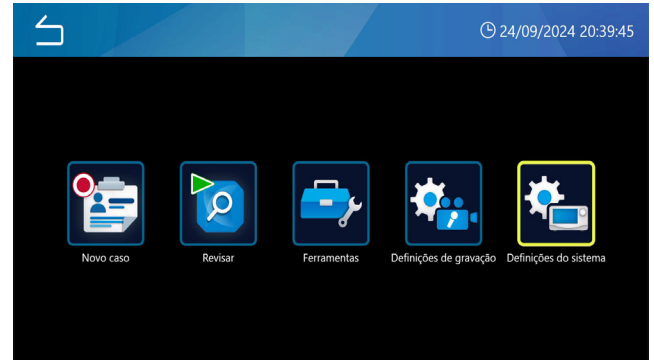 24/09/2024 20:39:45
Novo caso
Revisar
Ferramentas
Definições de gravação
Definições do sistema